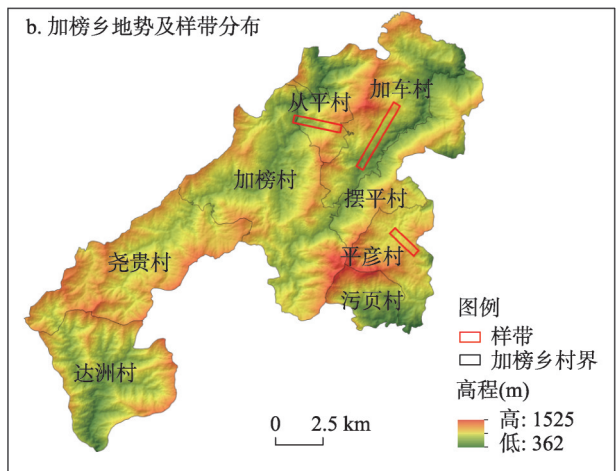 b. 加榜乡地势及样带分布
从平村
加车村
加榜村
摆平村
平彦村
尧贵村
污页村
达洲村
图例
样带
加榜乡村界
高程(m)
高: 1525
低: 362
0 2.5 km